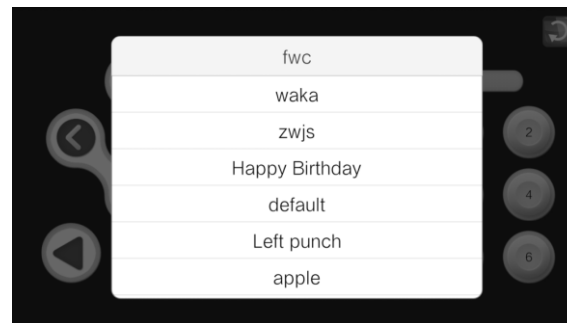 fwc
waka
zwjs
2
Happy Birthday
default
4
Left punch
6
apple